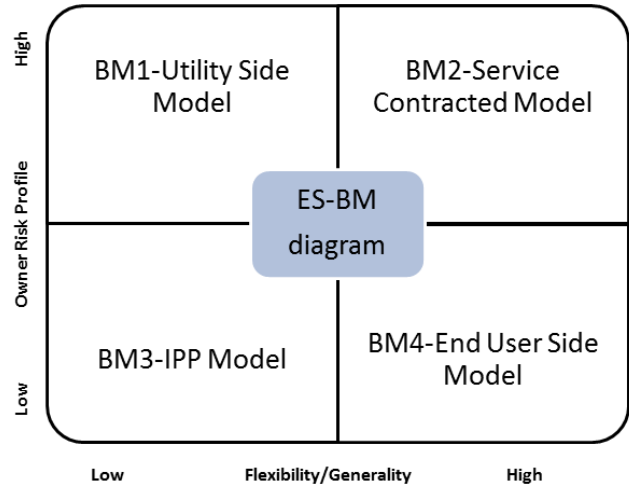 High
BM1-Utility Side
Model
BM2-Service
Contracted Model
Owner Risk Profile
ES-BM
diagram
BM3-IPP Model
BM4-End User Side
Model
Low
Low
Flexibility/Generality
High